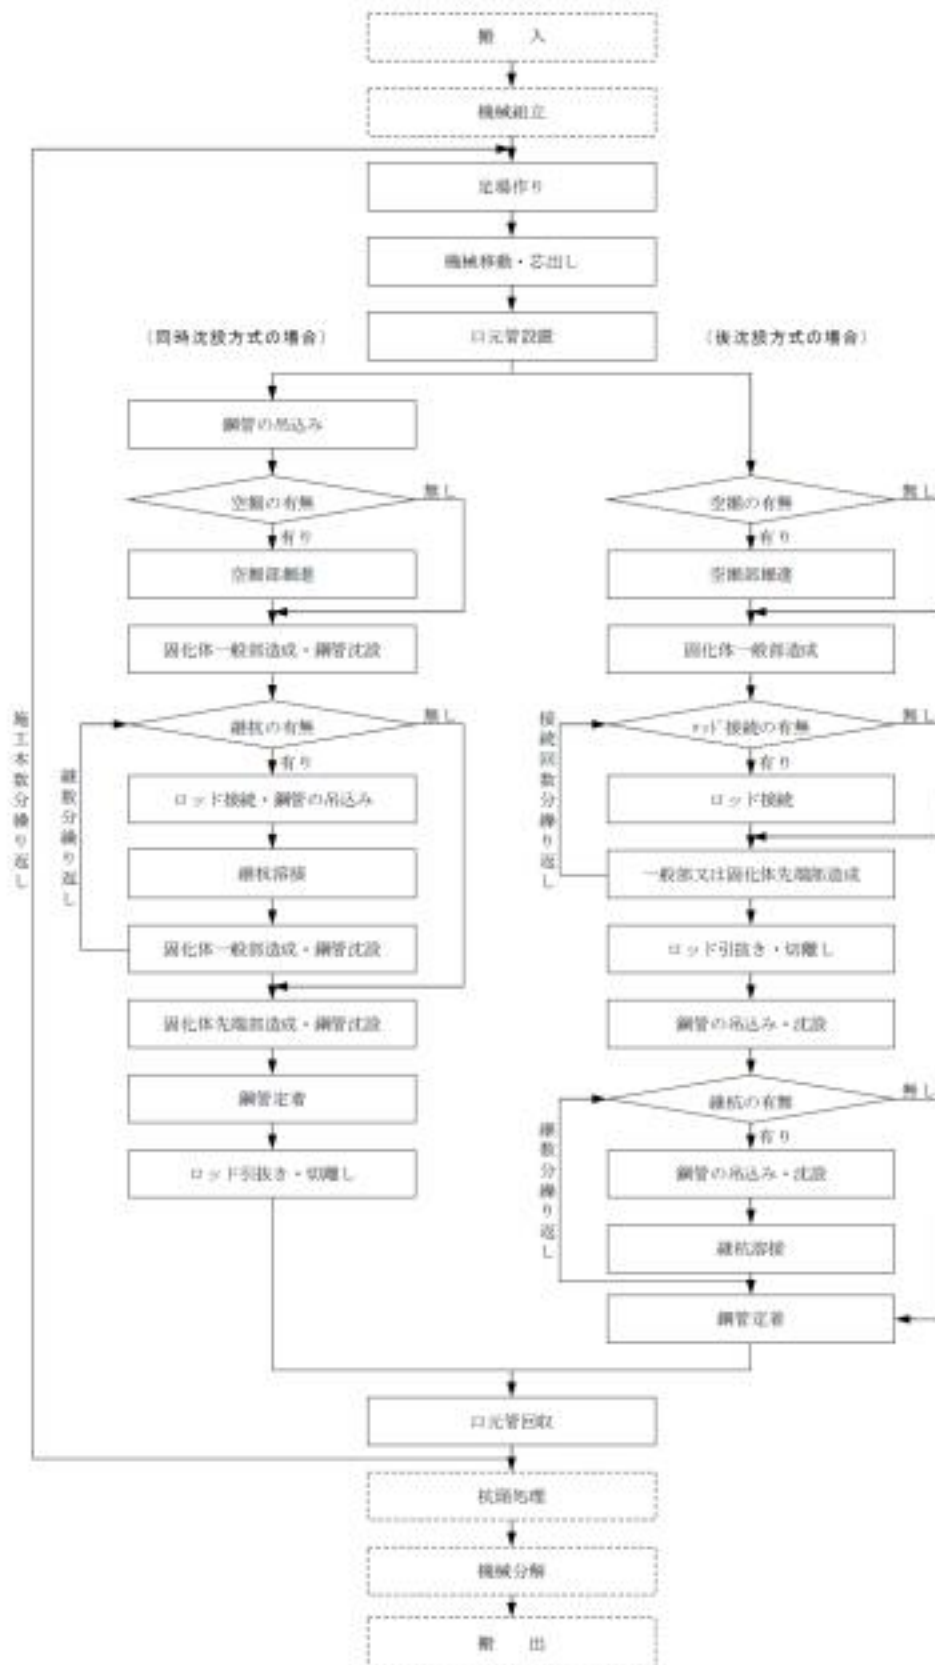 搬　入
機械組立
足場作り
機械移動・芯出し
口元管設置
(同時沈設方式の場合)
鋼管の吊込み
空掘の有無
無し
有り
空掘部掘進
固化体一般部造成・鋼管沈設
継杭の有無
無し
有り
ロッド接続・鋼管の吊込み
継杭溶接
固化体一般部造成・鋼管沈設
継数分繰り返し
固化体先端部造成・鋼管沈設
鋼管定着
ロッド引抜き・切離し
(後沈設方式の場合)
空掘の有無
無し
有り
空掘部掘進
固化体一般部造成
ロッド接続の有無
無し
有り
ロッド接続
接続回数分繰り返し
一般部又は固化体先端部造成
ロッド引抜き・切離し
鋼管の吊込み・沈設
継杭の有無
無し
有り
鋼管の吊込み・沈設
継杭溶接
継数分繰り返し
鋼管定着
口元管回収
施工本数分繰り返し
杭頭処理
機械分解
搬　出